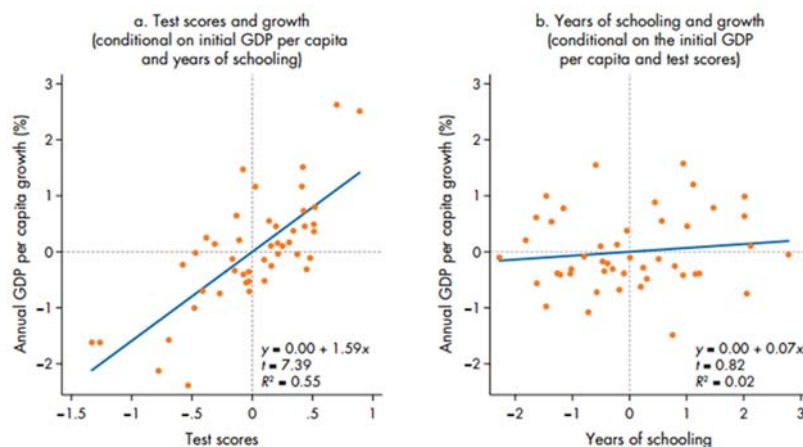 a. Test scores and growth
(conditional on initial GDP per capita
and years of schooling)
Annual GDP per capita growth (%)
3
2
1
0
–1
–2
y = 0.00 + 1.59x
t = 7.39
R² = 0.55
–1.5
–1
–.5
0
.5
1
Test scores
b. Years of schooling and growth
(conditional on the initial GDP
per capita and test scores)
Annual GDP per capita growth (%)
3
2
1
0
–1
–2
y = 0.00 + 0.07x
t = 0.82
R² = 0.02
–2
–1
0
1
2
3
Years of schooling